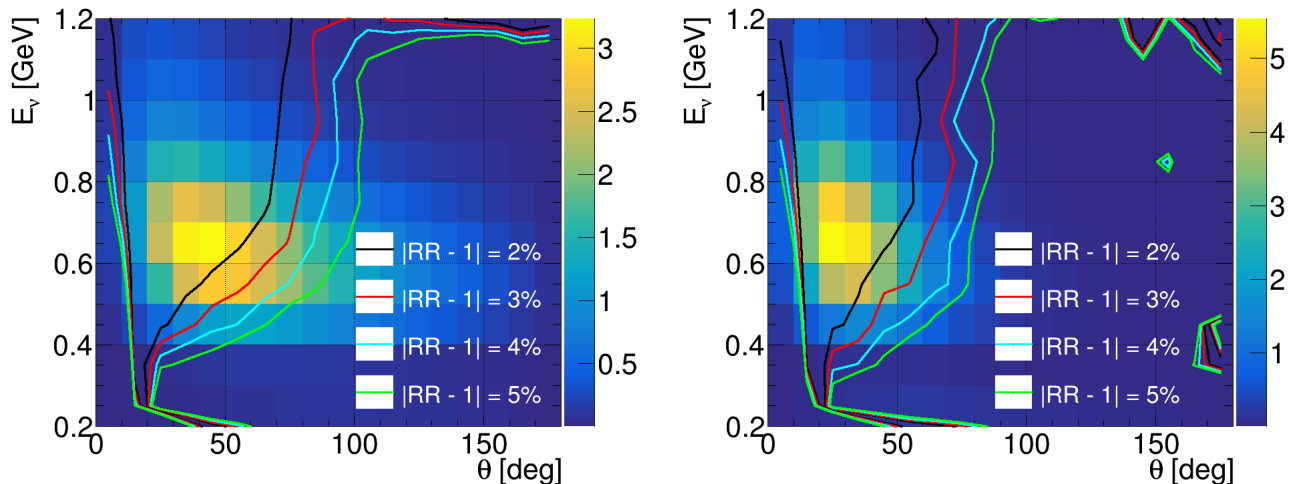 E_ν [GeV]
1.2
1
0.8
0.6
0.4
0.2
0
50
100
150
θ [deg]
|RR - 1| = 2%
|RR - 1| = 3%
|RR - 1| = 4%
|RR - 1| = 5%
3
2.5
2
1.5
1
0.5
E_ν [GeV]
1.2
1
0.8
0.6
0.4
0.2
0
50
100
150
θ [deg]
|RR - 1| = 2%
|RR - 1| = 3%
|RR - 1| = 4%
|RR - 1| = 5%
5
4
3
2
1